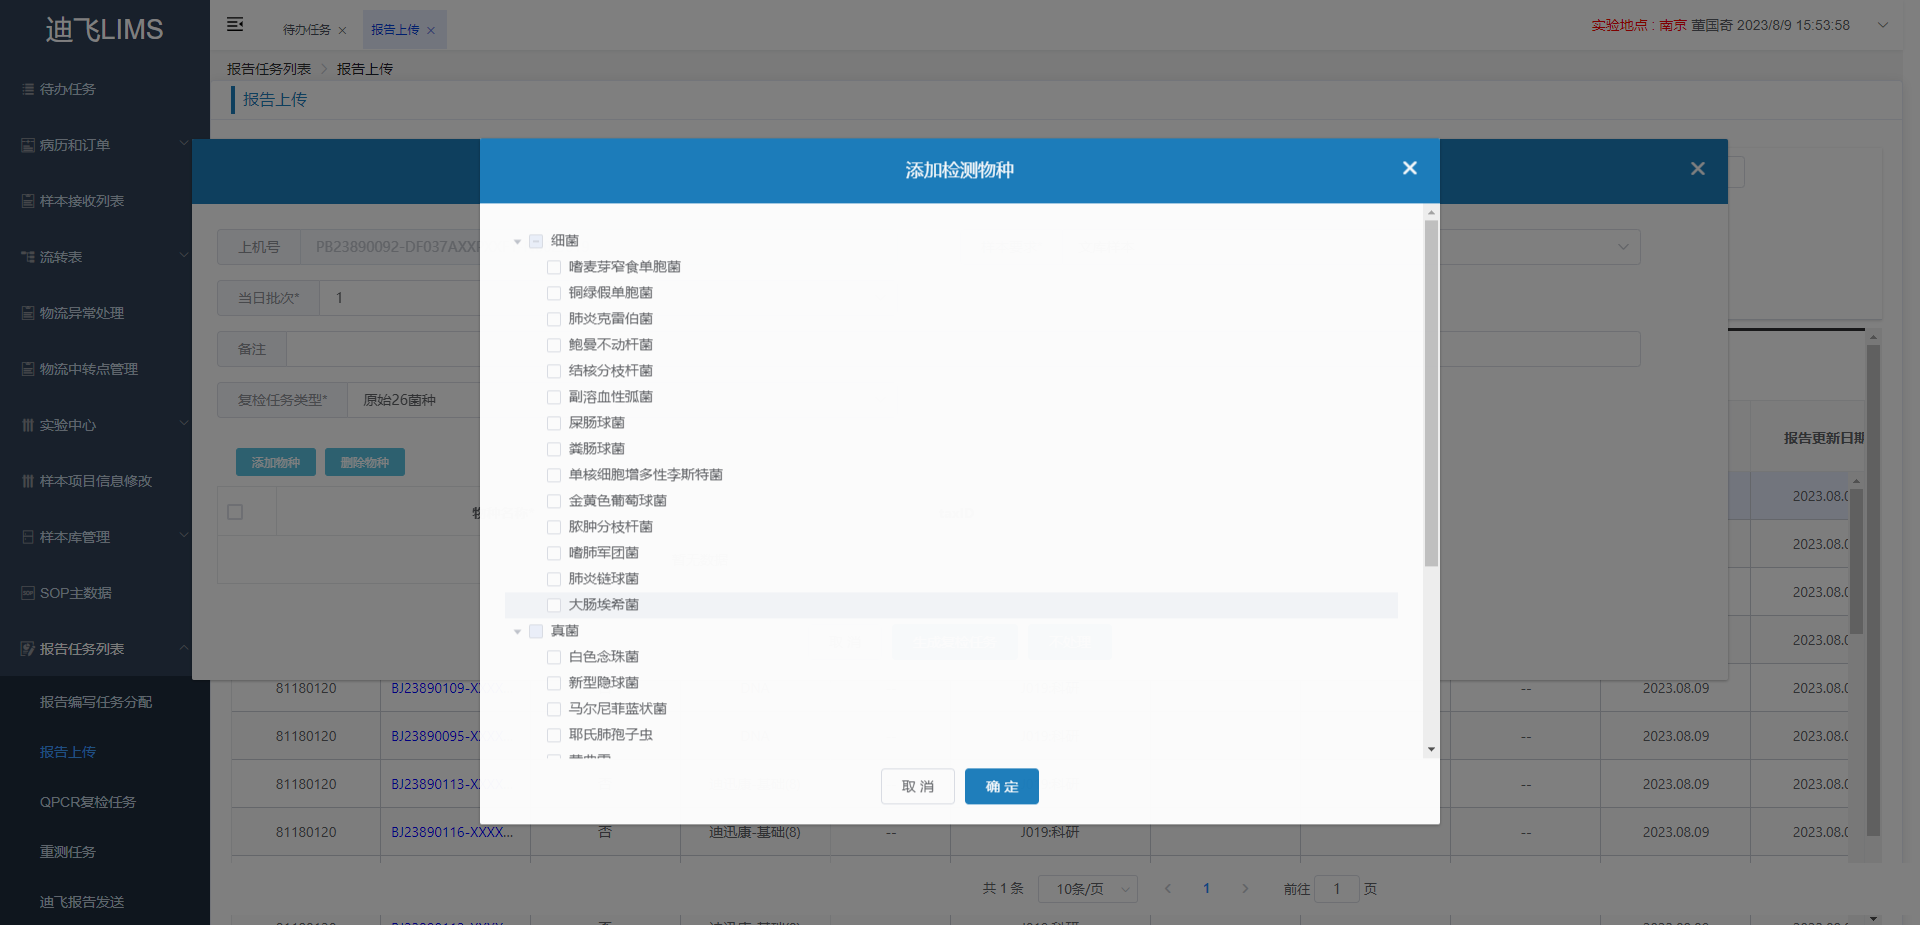 迪飞LIMS
待办任务
病历和订单
样本接收列表
流转表
物流异常处理
物流中转点管理
实验中心
样本项目信息修改
样本库管理
SOP主数据
报告任务列表
报告编写任务分配
报告上传
QPCR复检任务
重测任务
迪飞报告发送
待办任务 报告上传
实验地点 : 南京 董国奇 2023/8/9 15:53:58
报告任务列表 报告上传
报告上传
上机号 PB23890092-DF037AXX
当日批次* 1
备注
复检任务类型* 原始26菌种
添加物种 删除物种
添加检测物种
细菌
嗜麦芽窄食单胞菌
铜绿假单胞菌
肺炎克雷伯菌
鲍曼不动杆菌
结核分枝杆菌
副溶血性弧菌
屎肠球菌
粪肠球菌
单核细胞增多性李斯特菌
金黄色葡萄球菌
脓肿分枝杆菌
嗜肺军团菌
肺炎链球菌
大肠埃希菌
真菌
白色念珠菌
新型隐球菌
马尔尼菲蓝状菌
耶氏肺孢子虫
取 消 确 定
报告更新日期
2023.08.0
2023.08.0
2023.08.0
2023.08.0
81180120 BJ23890109-X -- 2023.08.09 2023.08.0
81180120 BJ23890095-X -- 2023.08.09 2023.08.0
81180120 BJ23890113-X -- 2023.08.09 2023.08.0
81180120 BJ23890116-XXXX... 否 迪迅康-基础(8) -- J019:科研 -- 2023.08.09 2023.08.0
共 1 条 10条/页 1 前往 1 页